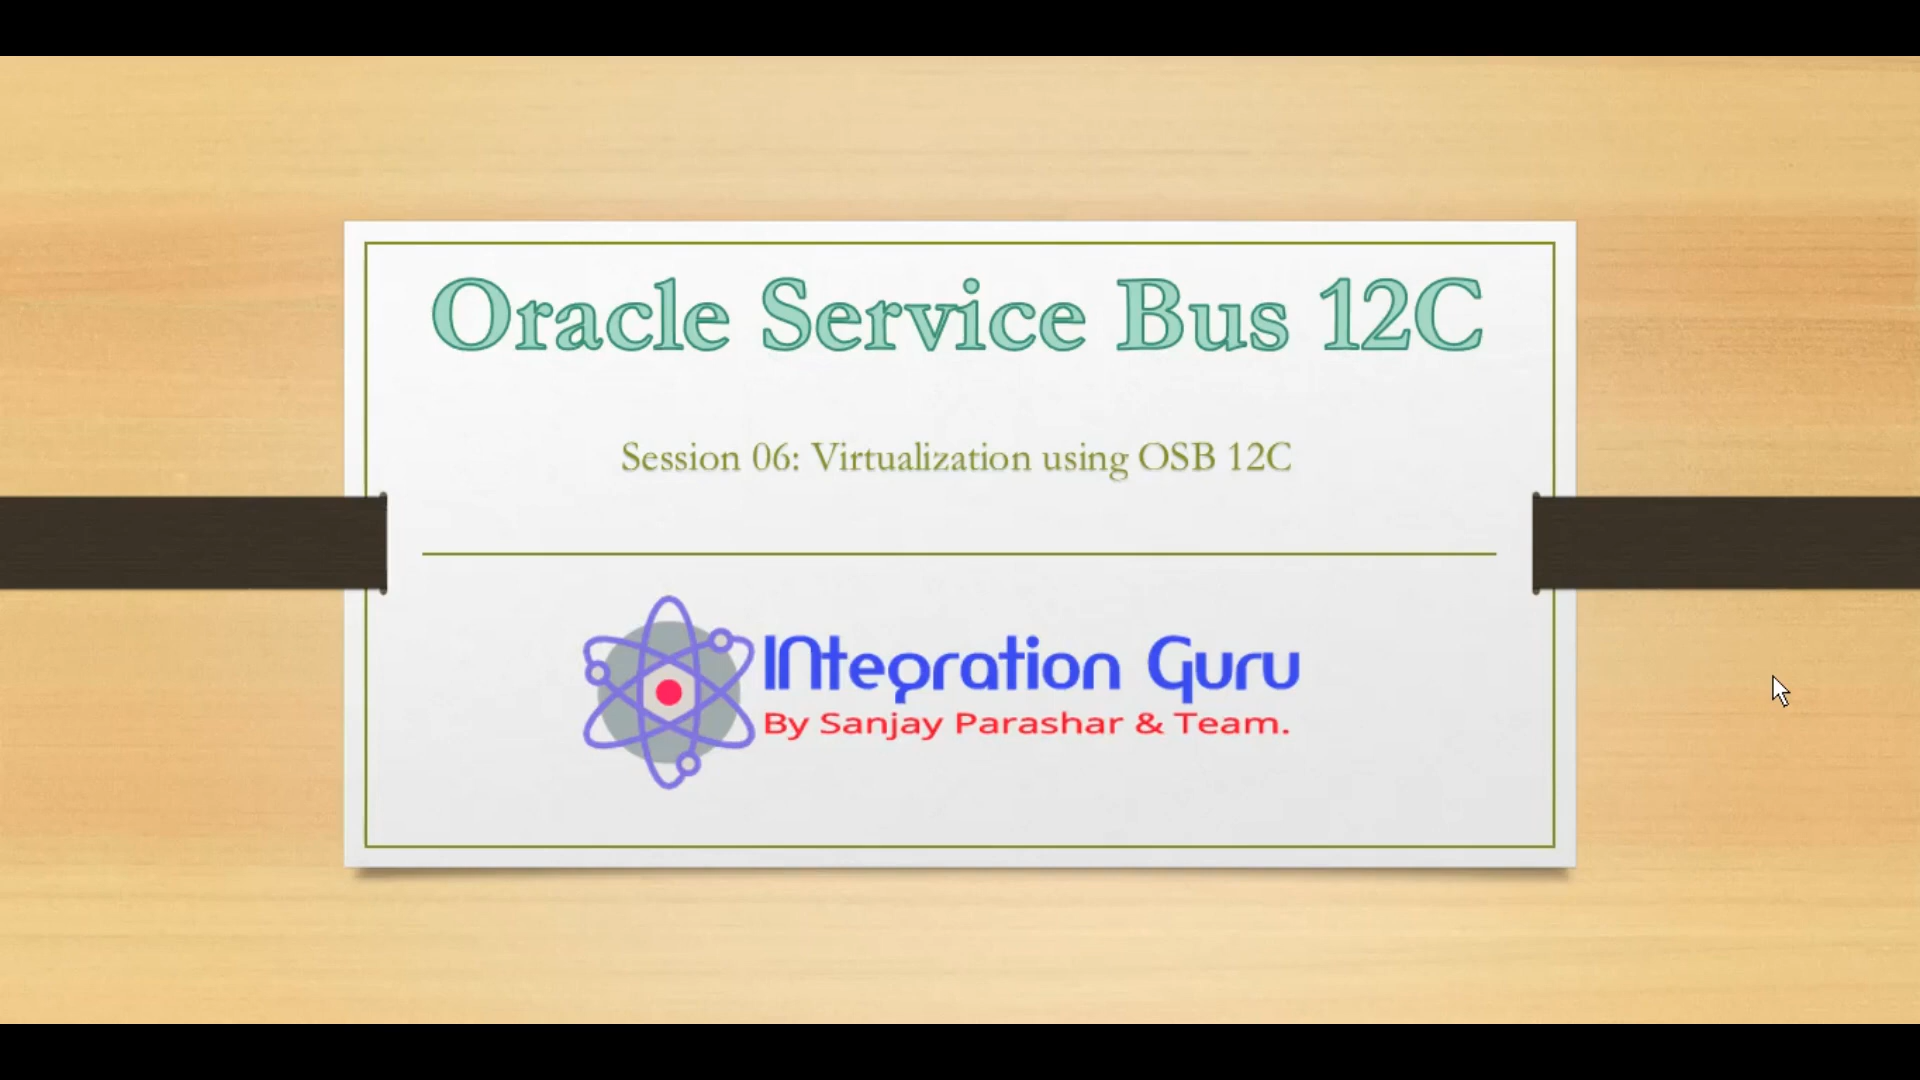 Oracle Service Bus 12C
Session 06: Virtualization using OSB 12C
INtegration Guru
By Sanjay Parashar & Team.